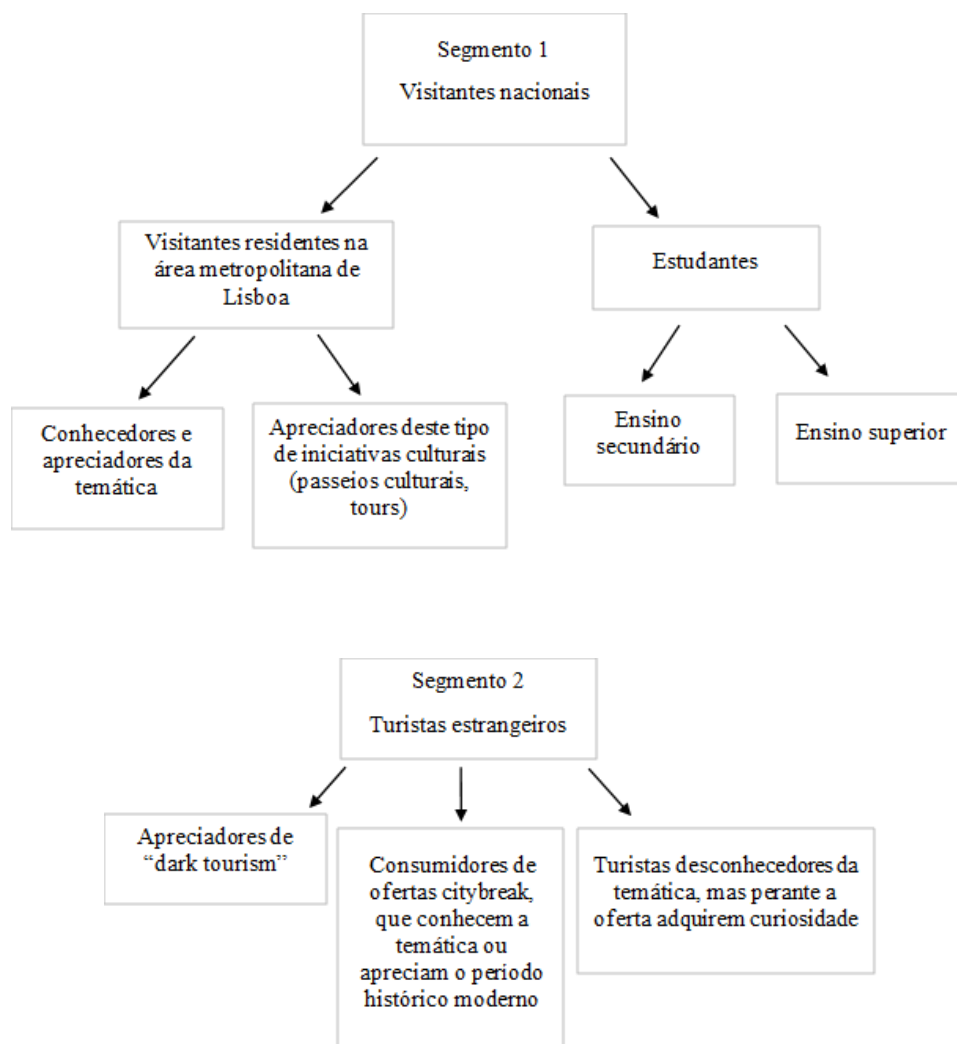 Segmento 1
Visitantes nacionais
Visitantes residentes na
área metropolitana de
Lisboa
Estudantes
Conhecedores e
apreciadores da
temática
Apreciadores deste tipo
de iniciativas culturais
(passeios culturais,
tours)
Ensino
secundário
Ensino superior
Segmento 2
Turistas estrangeiros
Apreciadores de
“dark tourism”
Consumidores de
ofertas citybreak,
que conhecem a
temática ou
apreciam o período
histórico moderno
Turistas desconhecedores da
temática, mas perante a
oferta adquirem curiosidade